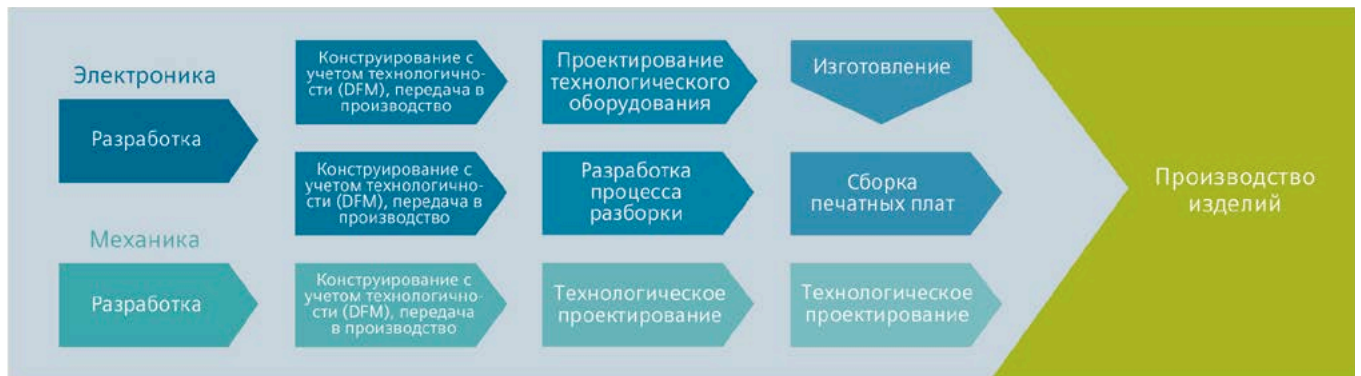 Электроника
Разработка
Конструирование с
учетом технологично-
сти (DFM), передача в
производство
Проектирование
технологического
оборудования
Изготовление
Конструирование с
учетом технологично-
сти (DFM), передача в
производство
Разработка
процесса
разборки
Сборка
печатных плат
Механика
Разработка
Конструирование с
учетом технологично-
сти (DFM), передача
в производство
Технологическое
проектирование
Технологическое
проектирование
Производство
изделий